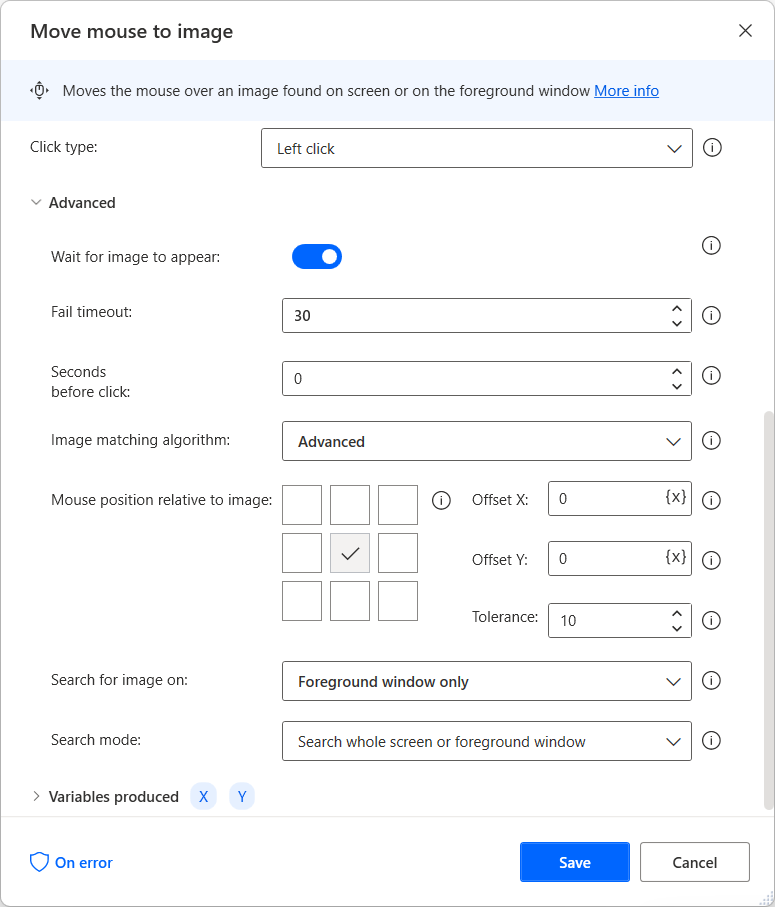 Move mouse to image
Moves the mouse over an image found on screen or on the foreground window More info
Click type:
Left click
Advanced
Wait for image to appear:
Fail timeout:
30
Seconds
before click:
0
Image matching algorithm:
Advanced
Mouse position relative to image:
Offset X:
0 {x}
Offset Y:
0 {x}
Tolerance:
10
Search for image on:
Foreground window only
Search mode:
Search whole screen or foreground window
Variables produced X Y
On error
Save
Cancel